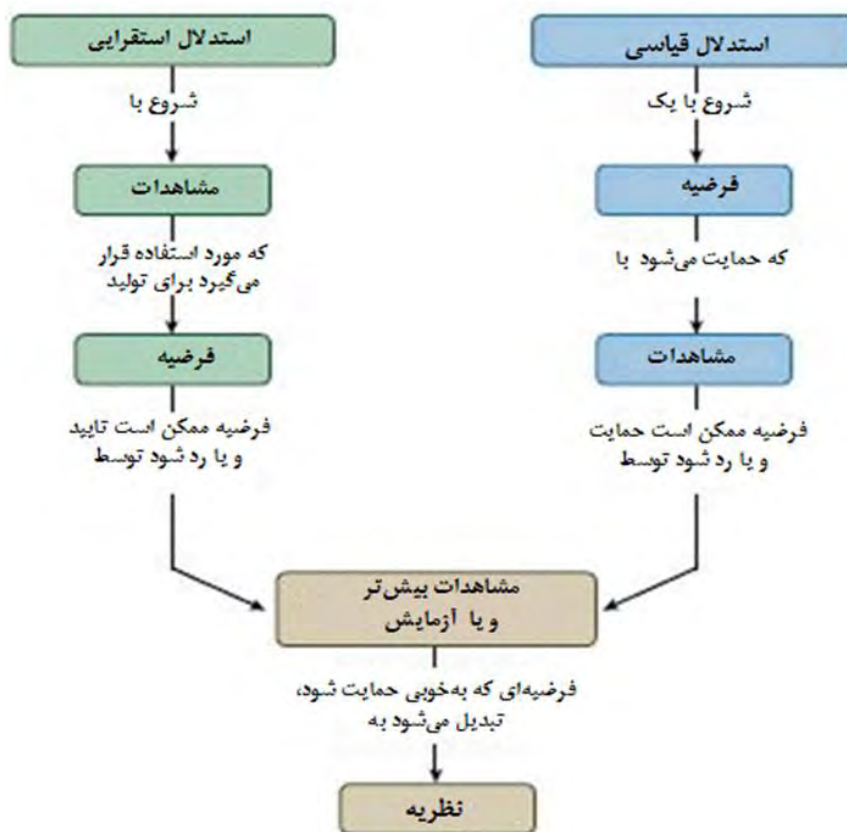 استدلال قیاسی
شروع با یک
فرضیه
که حمایت می‌شود با
مشاهدات
فرضیه ممکن است حمایت
و یا رد شود توسط
استدلال استقرایی
شروع با
مشاهدات
که مورد استفاده قرار
می‌گیرد برای تولید
فرضیه
فرضیه ممکن است تایید
و یا رد شود توسط
مشاهدات بیش‌تر
و یا آزمایش
فرضیه‌ای که به‌خوبی حمایت شود،
تبدیل می‌شود به
نظریه